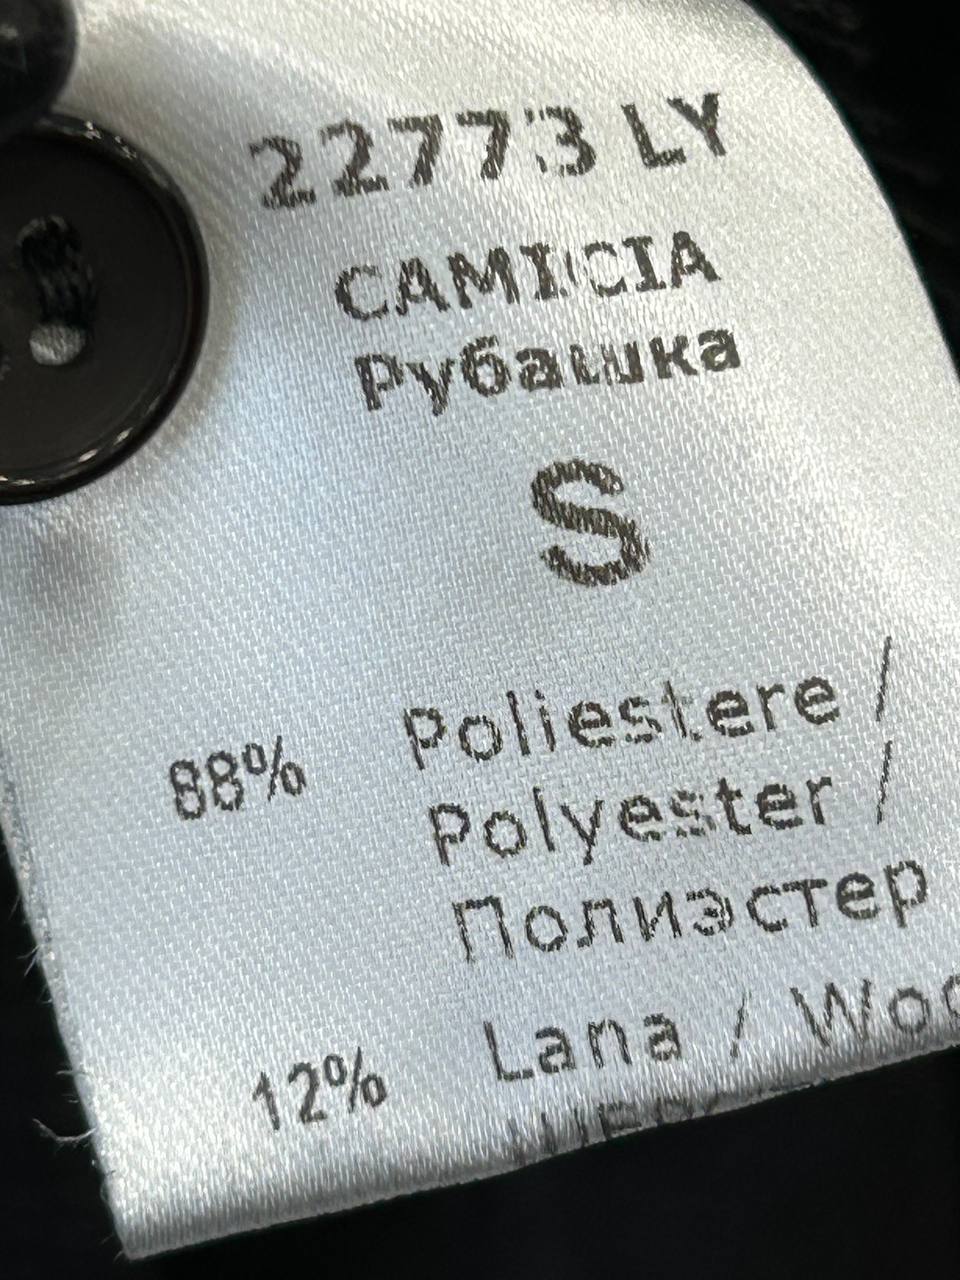 22773 LY
CAMICIA
Рубашка
S
88% Poliestere /
Polyester /
Полиэстер
12% Lana /